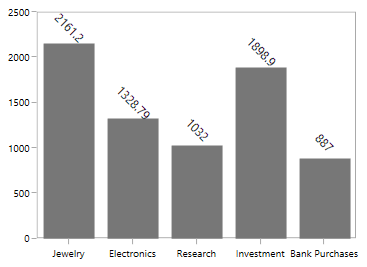 2500
2000
1500
1000
500
0
2161.2
1328.79
1032
1898.9
887
Jewelry
Electronics
Research
Investment
Bank Purchases